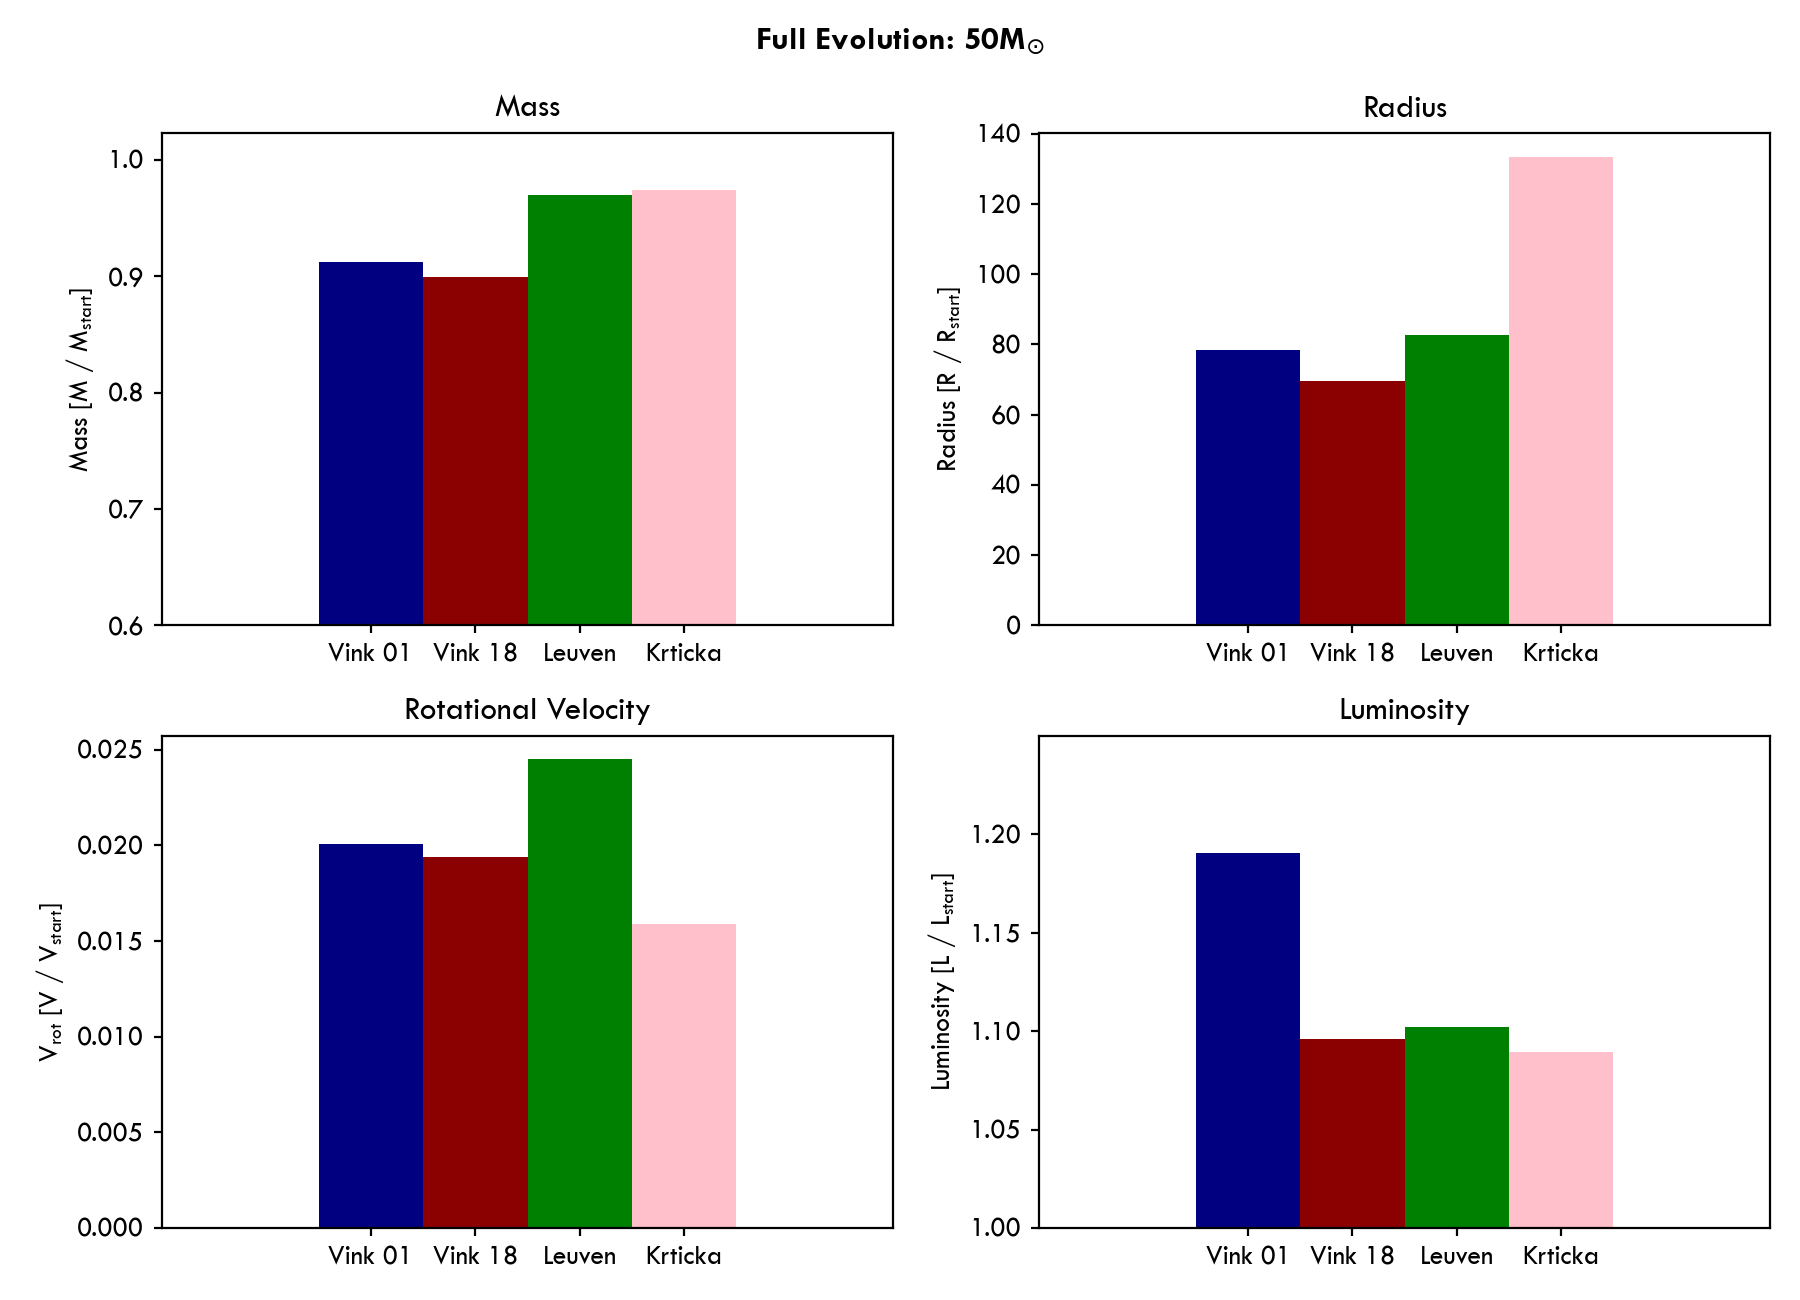 Full Evolution: 50M☉
Mass
1.0
0.9
0.8
0.7
0.6
Mass [M / Mstart]
Vink 01 Vink 18 Leuven Krticka
Radius
140
120
100
80
60
40
20
0
Radius [R / Rstart]
Vink 01 Vink 18 Leuven Krticka
Rotational Velocity
0.025
0.020
0.015
0.010
0.005
0.000
Vrot [V / Vstart]
Vink 01 Vink 18 Leuven Krticka
Luminosity
1.20
1.15
1.10
1.05
1.00
Luminosity [L / Lstart]
Vink 01 Vink 18 Leuven Krticka